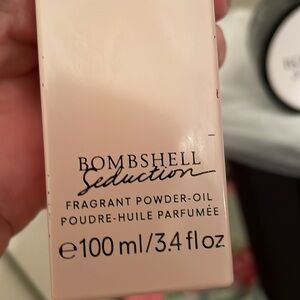 BOMBSHELL
Seduction
FRAGRANT POWDER-OIL
POUDRE-HUILE PARFUMÉE
℮100 ml/3.4 fl oz